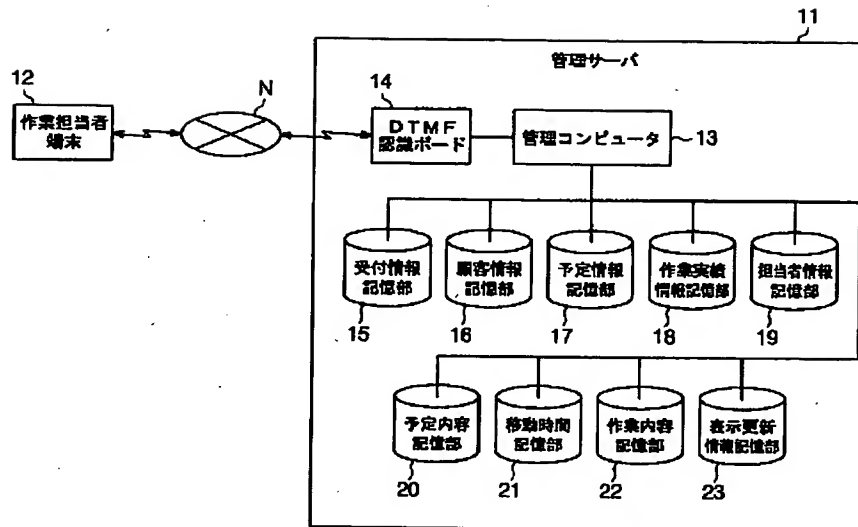 11
管理サーバ
12
作業担当者
端末
N
14
DTMF
認識ボード
管理コンピュータ
13
受付情報
記憶部
顧客情報
記憶部
予定情報
記憶部
作業実績
情報記憶部
担当者情報
記憶部
15
16
17
18
19
予定内容
記憶部
移動時間
記憶部
作業内容
記憶部
表示更新
情報記憶部
20
21
22
23